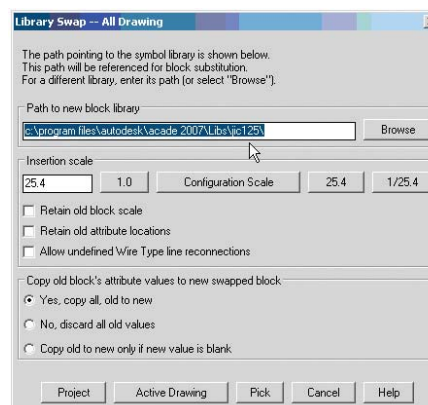 Library Swap -- All Drawing
The path pointing to the symbol library is shown below.
This path will be referenced for block substitution.
For a different library, enter its path (or select "Browse").
Path to new block library
c:\program files\autodesk\acade 2007\Libs\jic125\
Browse
Insertion scale
25.4
1.0
Configuration Scale
25.4
1/25.4
Retain old block scale
Retain old attribute locations
Allow undefined Wire Type line reconnections
Copy old block's attribute values to new swapped block
Yes, copy all, old to new
No, discard all old values
Copy old to new only if new value is blank
Project
Active Drawing
Pick
Cancel
Help